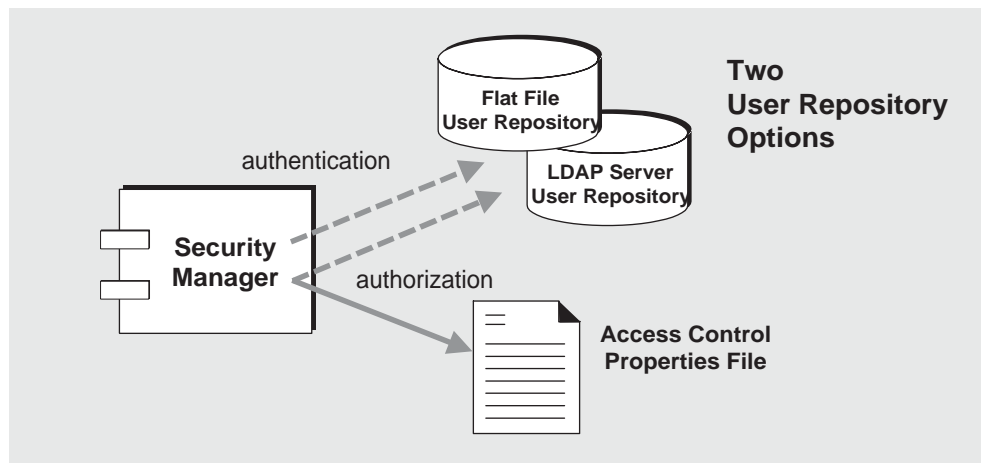 Two
User Repository
Options
Flat File
User Repository
LDAP Server
User Repository
authentication
Security
Manager
authorization
Access Control
Properties File